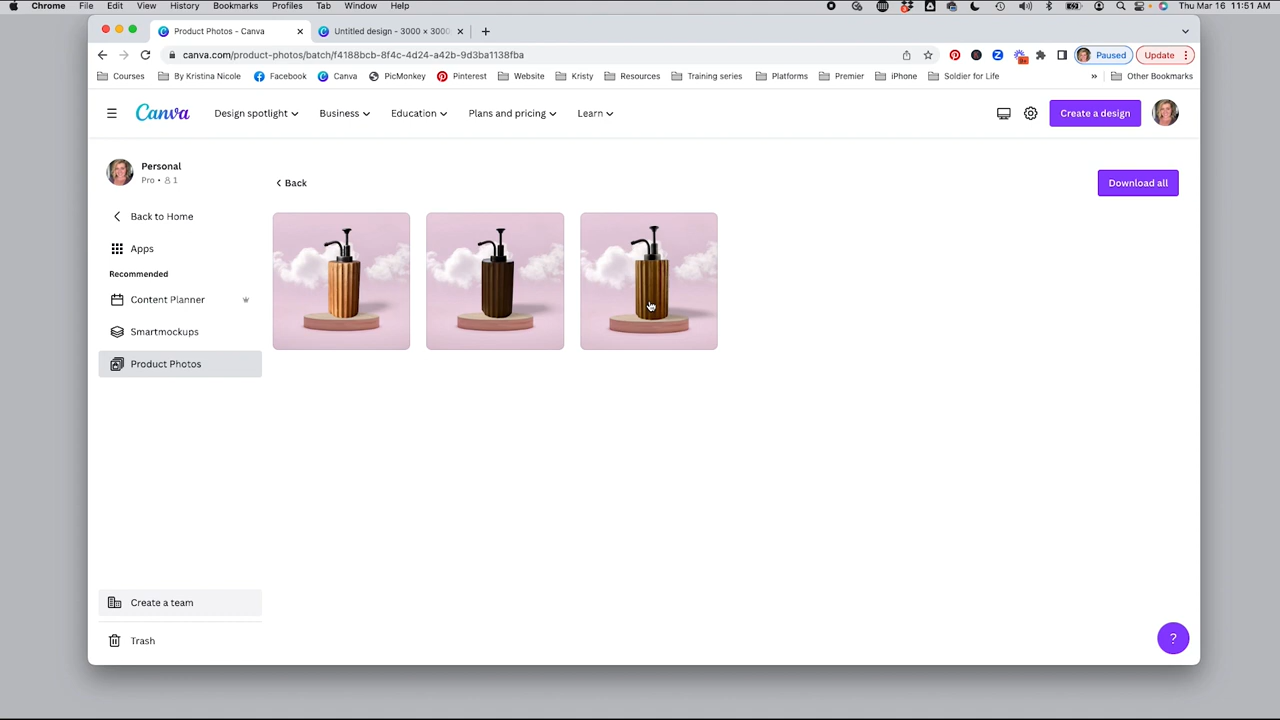 Chrome File Edit View History Bookmarks Profiles Tab Window Help Thu Mar 16 11:51 AM
Product Photos - Canva Untitled design - 3000 × 3000
canva.com/product-photos/batch/f4188bcb-8f4c-4d24-a42b-9d3ba1138fba Paused Update
Courses By Kristina Nicole Facebook Canva PicMonkey Pinterest Website Kristy Resources Training series Platforms Premier iPhone Soldier for Life » Other Bookmarks
Canva Design spotlight Business Education Plans and pricing Learn Create a design
Personal
Pro • 1
Back Download all
Back to Home
Apps
Recommended
Content Planner
Smartmockups
Product Photos
Create a team
Trash
?